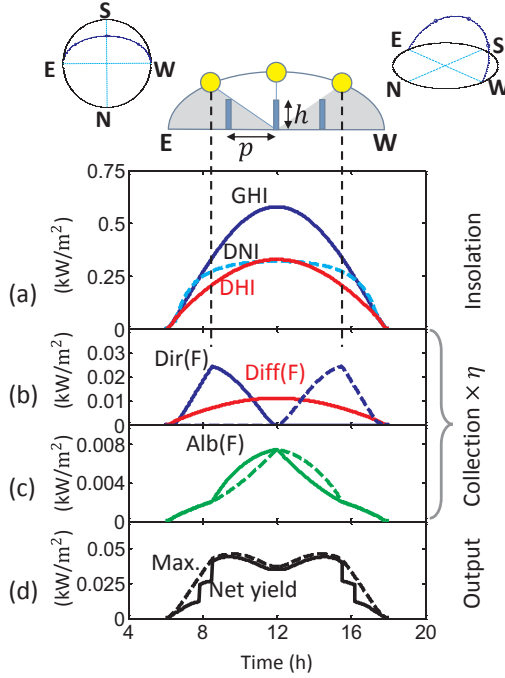 S
E
W
N
E
S
N
W
h
p
E
W
0.75
0.5
0.25
0
(kW/m²)
(a)
GHI
DNI
DHI
Insolation
0.03
0.02
0.01
0
(kW/m²)
(b)
Dir(F)
Diff(F)
0.008
0.004
0
(kW/m²)
(c)
Alb(F)
Collection × η
0.05
0.025
0
(kW/m²)
(d)
Max.
Net yield
Output
4
8
12
16
20
Time (h)